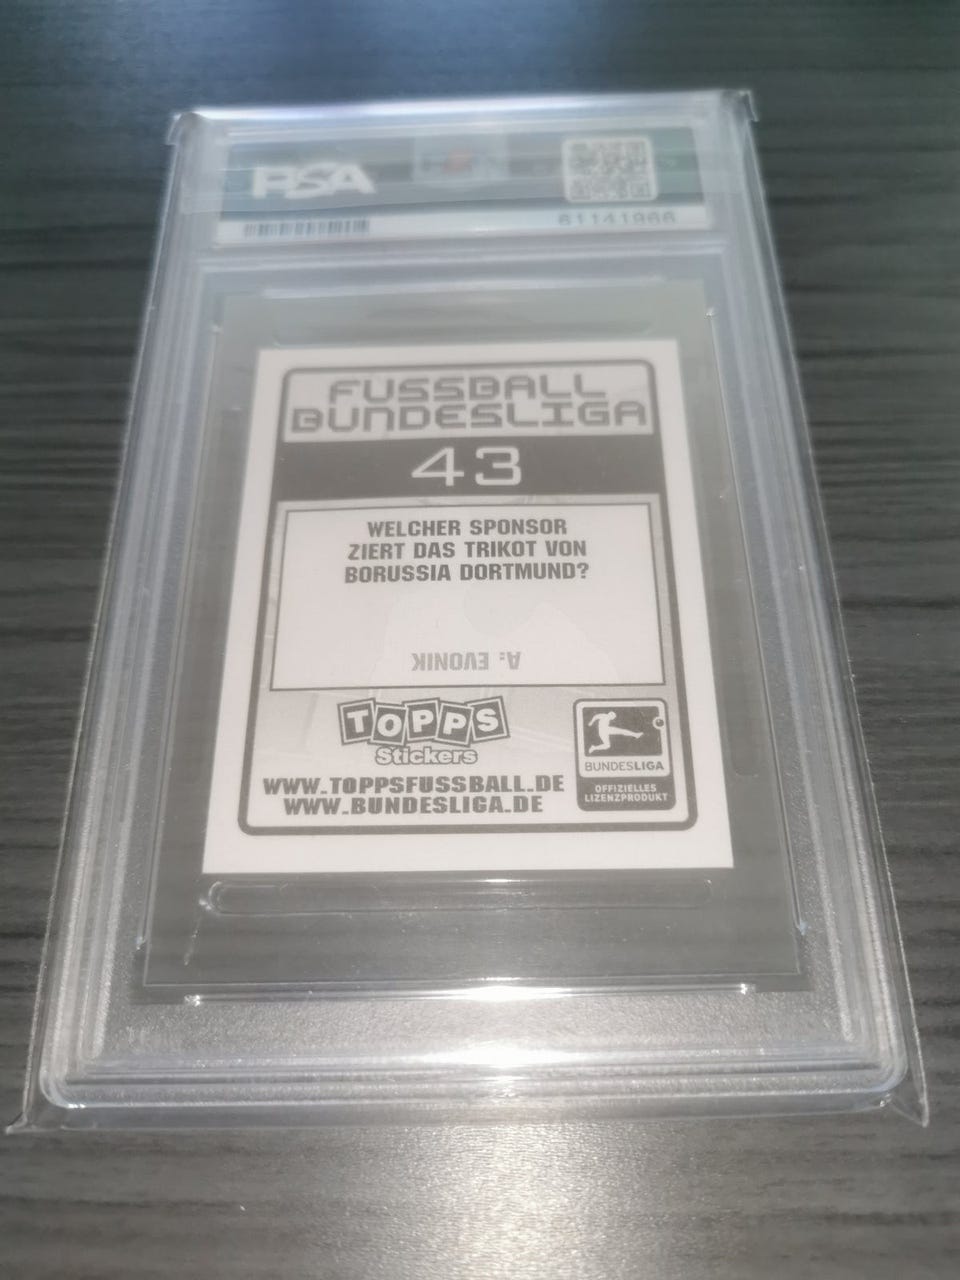 PSA
61141966
FUSSBALL
BUNDESLIGA
43
WELCHER SPONSOR
ZIERT DAS TRIKOT VON
BORUSSIA DORTMUND?
A: EVONIK
TOPPS
Stickers
WWW.TOPPSFUSSBALL.DE
WWW.BUNDESLIGA.DE
BUNDESLIGA
OFFIZIELLES
LIZENZPRODUKT